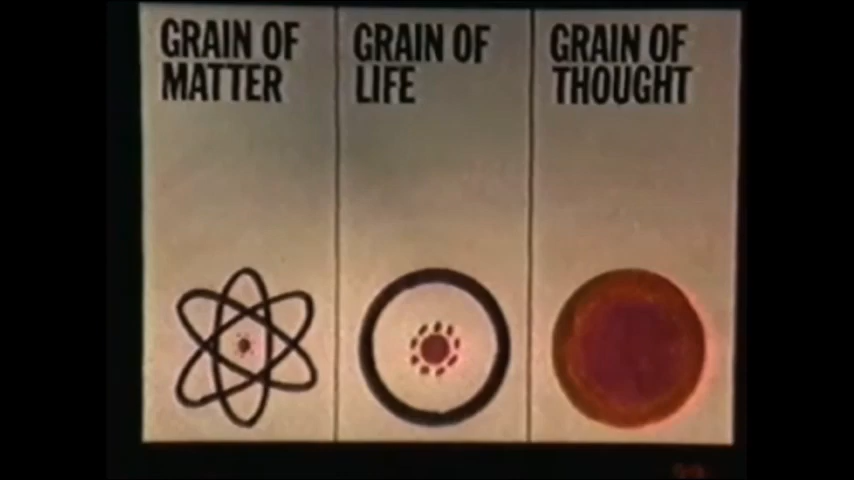 GRAIN OF
MATTER
GRAIN OF
LIFE
GRAIN OF
THOUGHT